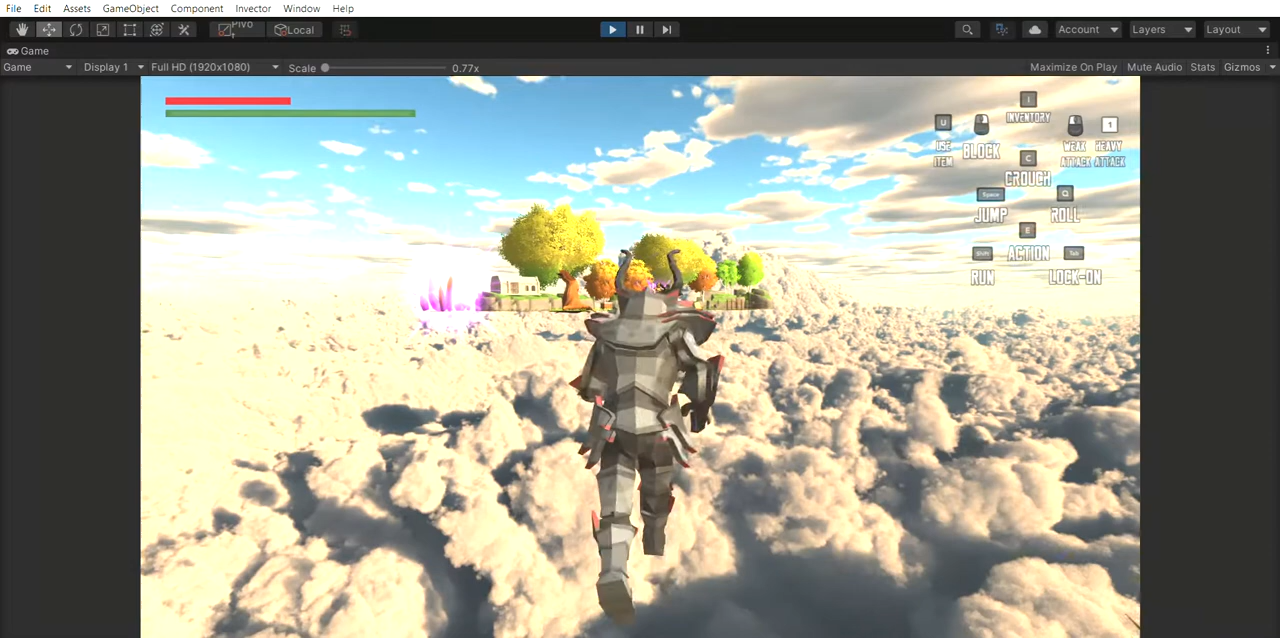 File Edit Assets GameObject Component Invector Window Help
Pivot Local Account Layers Layout
Game
Game Display 1 Full HD (1920x1080) Scale 0.77x Maximize On Play Mute Audio Stats Gizmos
I
INVENTORY
U 1
USE ITEM BLOCK WEAK ATTACK HEAVY ATTACK
C
CROUCH
Space Q
JUMP ROLL
E
ACTION
Shift Tab
RUN LOCK-ON